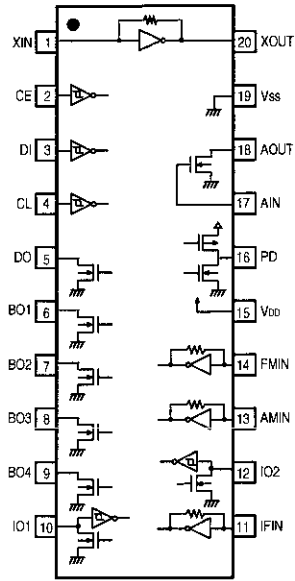 XIN 1 20 XOUT
CE 2 19 Vss
DI 3 18 AOUT
CL 4 17 AIN
DO 5 16 PD
BO1 6 15 VDD
BO2 7 14 FMIN
BO3 8 13 AMIN
BO4 9 12 IO2
IO1 10 11 IFIN